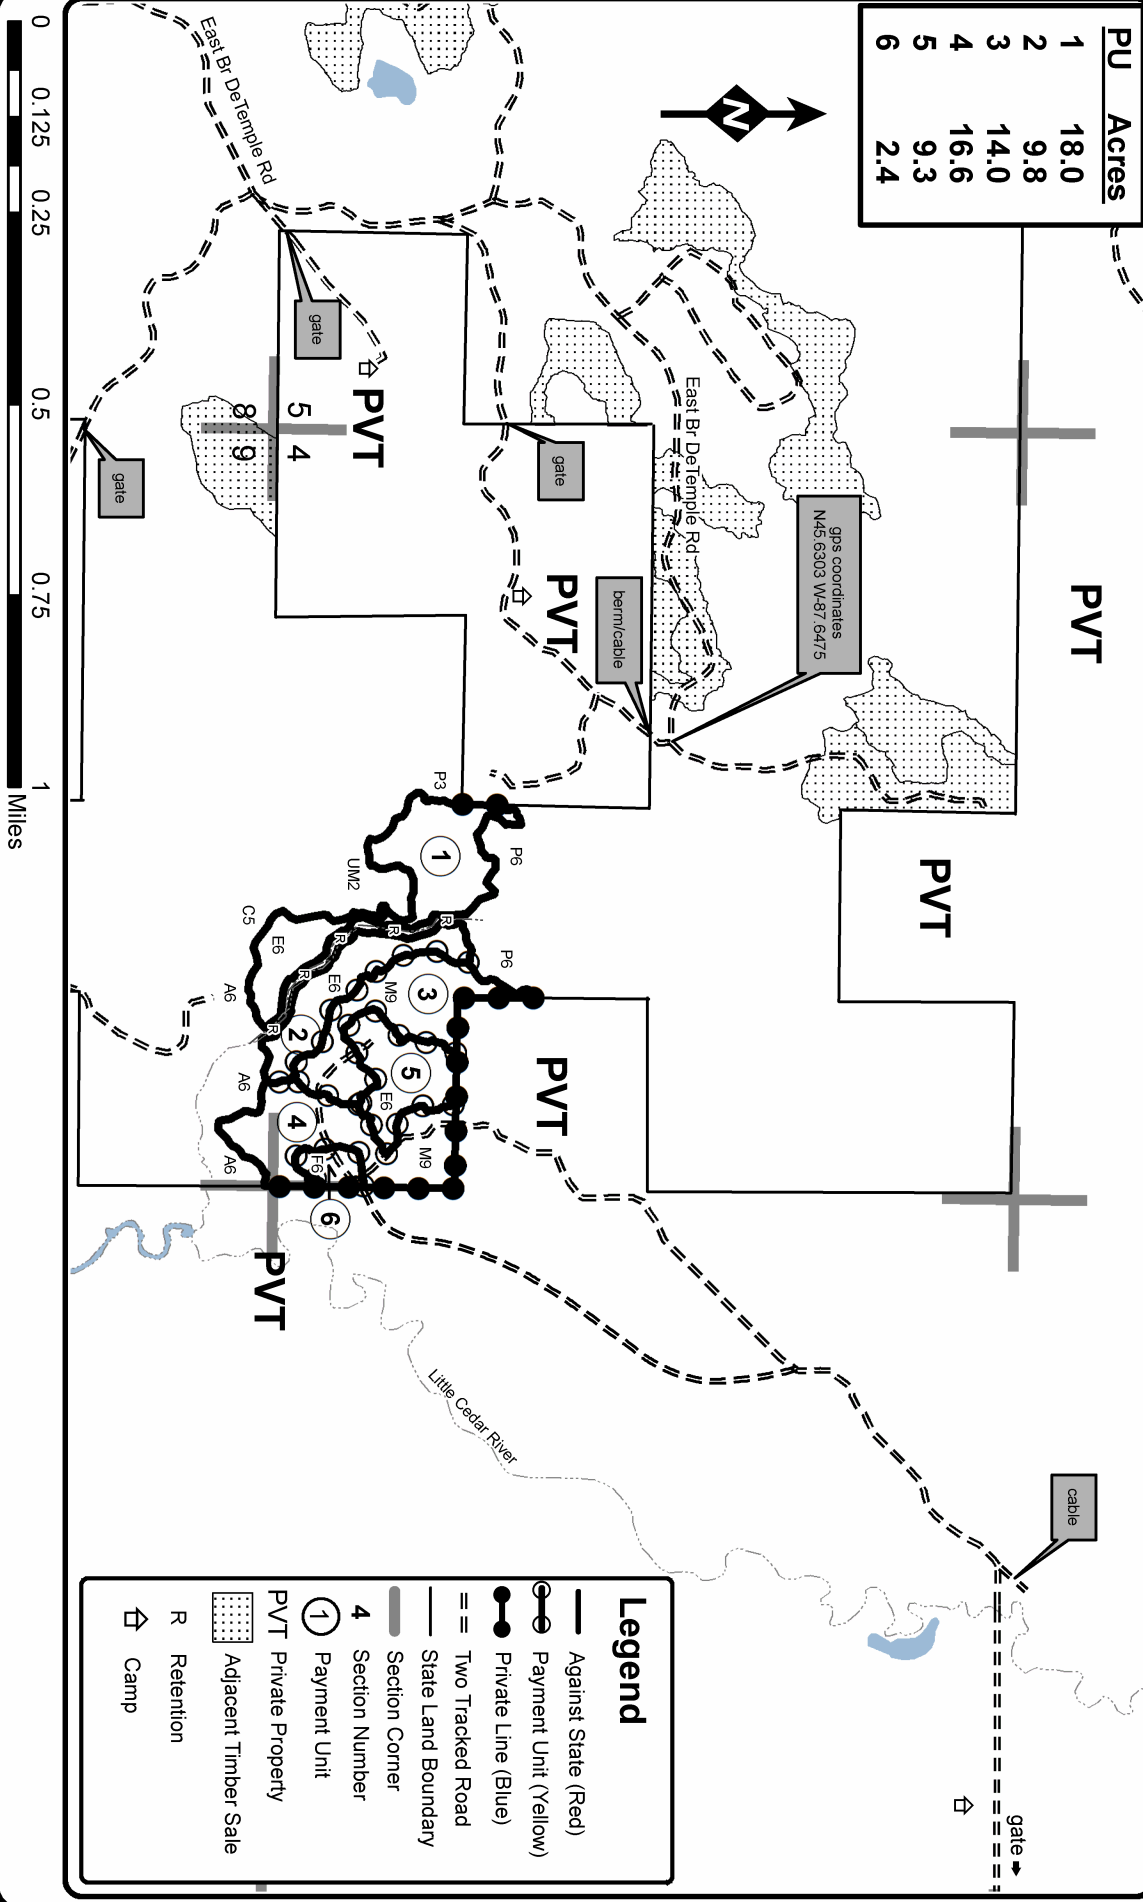 PU Acres
1 18.0
2 9.8
3 14.0
4 16.6
5 9.3
6 2.4
N
PVT
PVT
PVT
PVT
PVT
PVT
gps coordinates
N45.6303 W-87.6475
berm/cable
gate
gate
gate
cable
gate
East Br DeTemple Rd
East Br DeTemple Rd
Little Cedar River
5 4
8 9
P3
P6
1
UM2
R
R
R
R
R
C5
E6
A6
P6
3
M9
E6
2
5
E6
A6
4
M9
F6
A6
6
Legend
Against State (Red)
Payment Unit (Yellow)
Private Line (Blue)
Two Tracked Road
State Land Boundary
Section Corner
4 Section Number
1 Payment Unit
PVT Private Property
Adjacent Timber Sale
R Retention
Camp
0 0.125 0.25 0.5 0.75 1
Miles